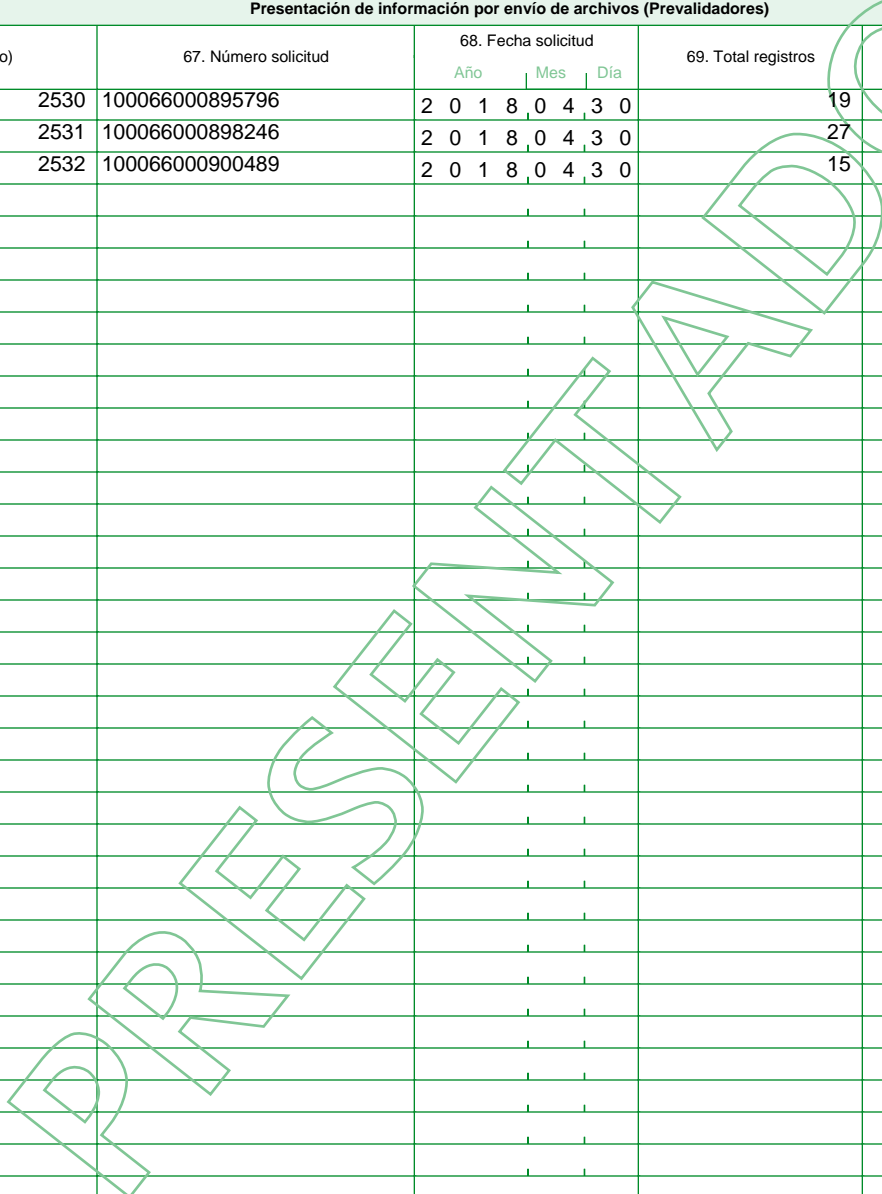 Presentación de información por envío de archivos (Prevalidadores)
o) 67. Número solicitud 68. Fecha solicitud 69. Total registros
Año Mes Día
2530 100066000895796 2 0 1 8 0 4 3 0 19
2531 100066000898246 2 0 1 8 0 4 3 0 27
2532 100066000900489 2 0 1 8 0 4 3 0 15
PRESENTADO